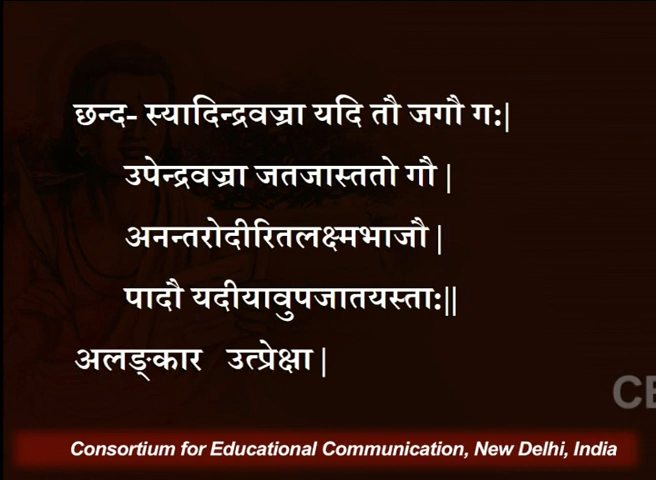 छन्द- स्यादिन्द्रवज्रा यदि तौ जगौ ग:|
उपेन्द्रवज्रा जतजास्ततो गौ |
अनन्तरोदीरितलक्ष्मभाजौ |
पादौ यदीयावुपजातयस्ता:||
अलङ्कार उत्प्रेक्षा |
CE
Consortium for Educational Communication, New Delhi, India